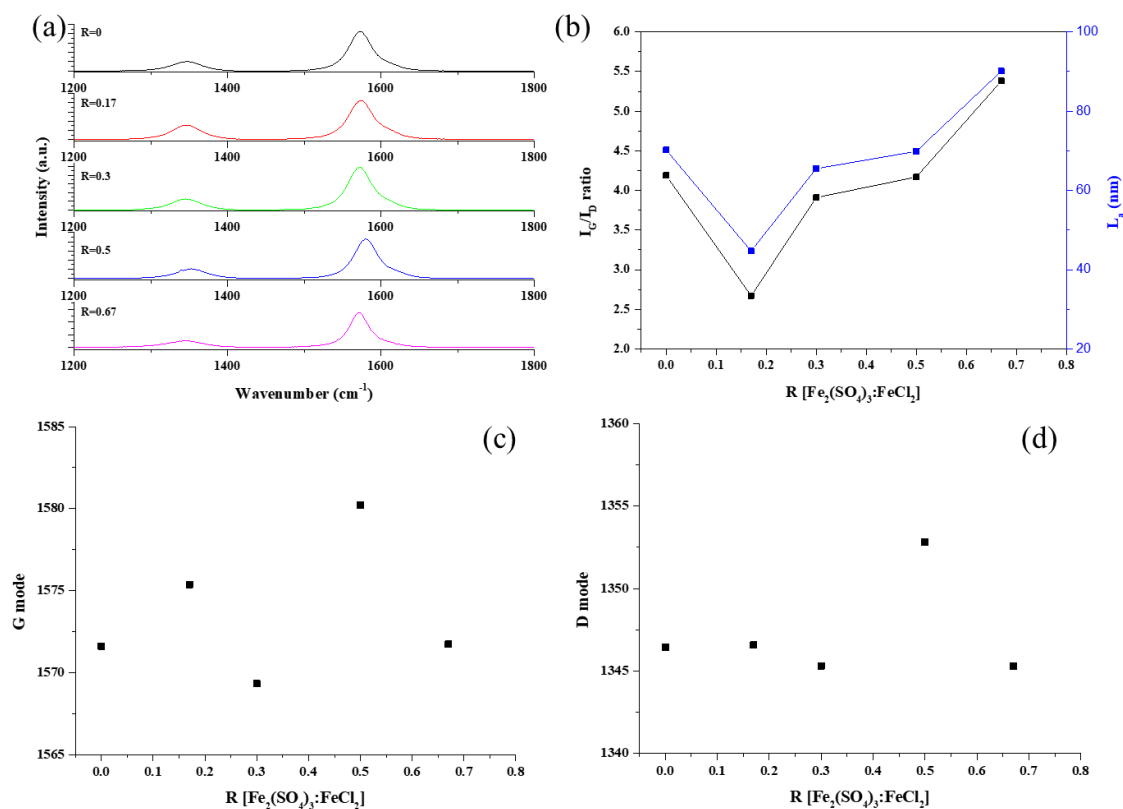 (a)
R=0
1200 1400 1600 1800
R=0.17
1200 1400 1600 1800
R=0.3
1200 1400 1600 1800
R=0.5
1200 1400 1600 1800
R=0.67
1200 1400 1600 1800
Intensity (a.u.)
Wavenumber (cm⁻¹)
(b)
6.0
5.5
5.0
4.5
4.0
3.5
3.0
2.5
2.0
I_G/I_D ratio
100
80
60
40
20
L_a (nm)
0.0 0.1 0.2 0.3 0.4 0.5 0.6 0.7 0.8
R [Fe₂(SO₄)₃:FeCl₂]
(c)
1585
1580
1575
1570
1565
G mode
0.0 0.1 0.2 0.3 0.4 0.5 0.6 0.7 0.8
R [Fe₂(SO₄)₃:FeCl₂]
(d)
1360
1355
1350
1345
1340
D mode
0.0 0.1 0.2 0.3 0.4 0.5 0.6 0.7 0.8
R [Fe₂(SO₄)₃:FeCl₂]